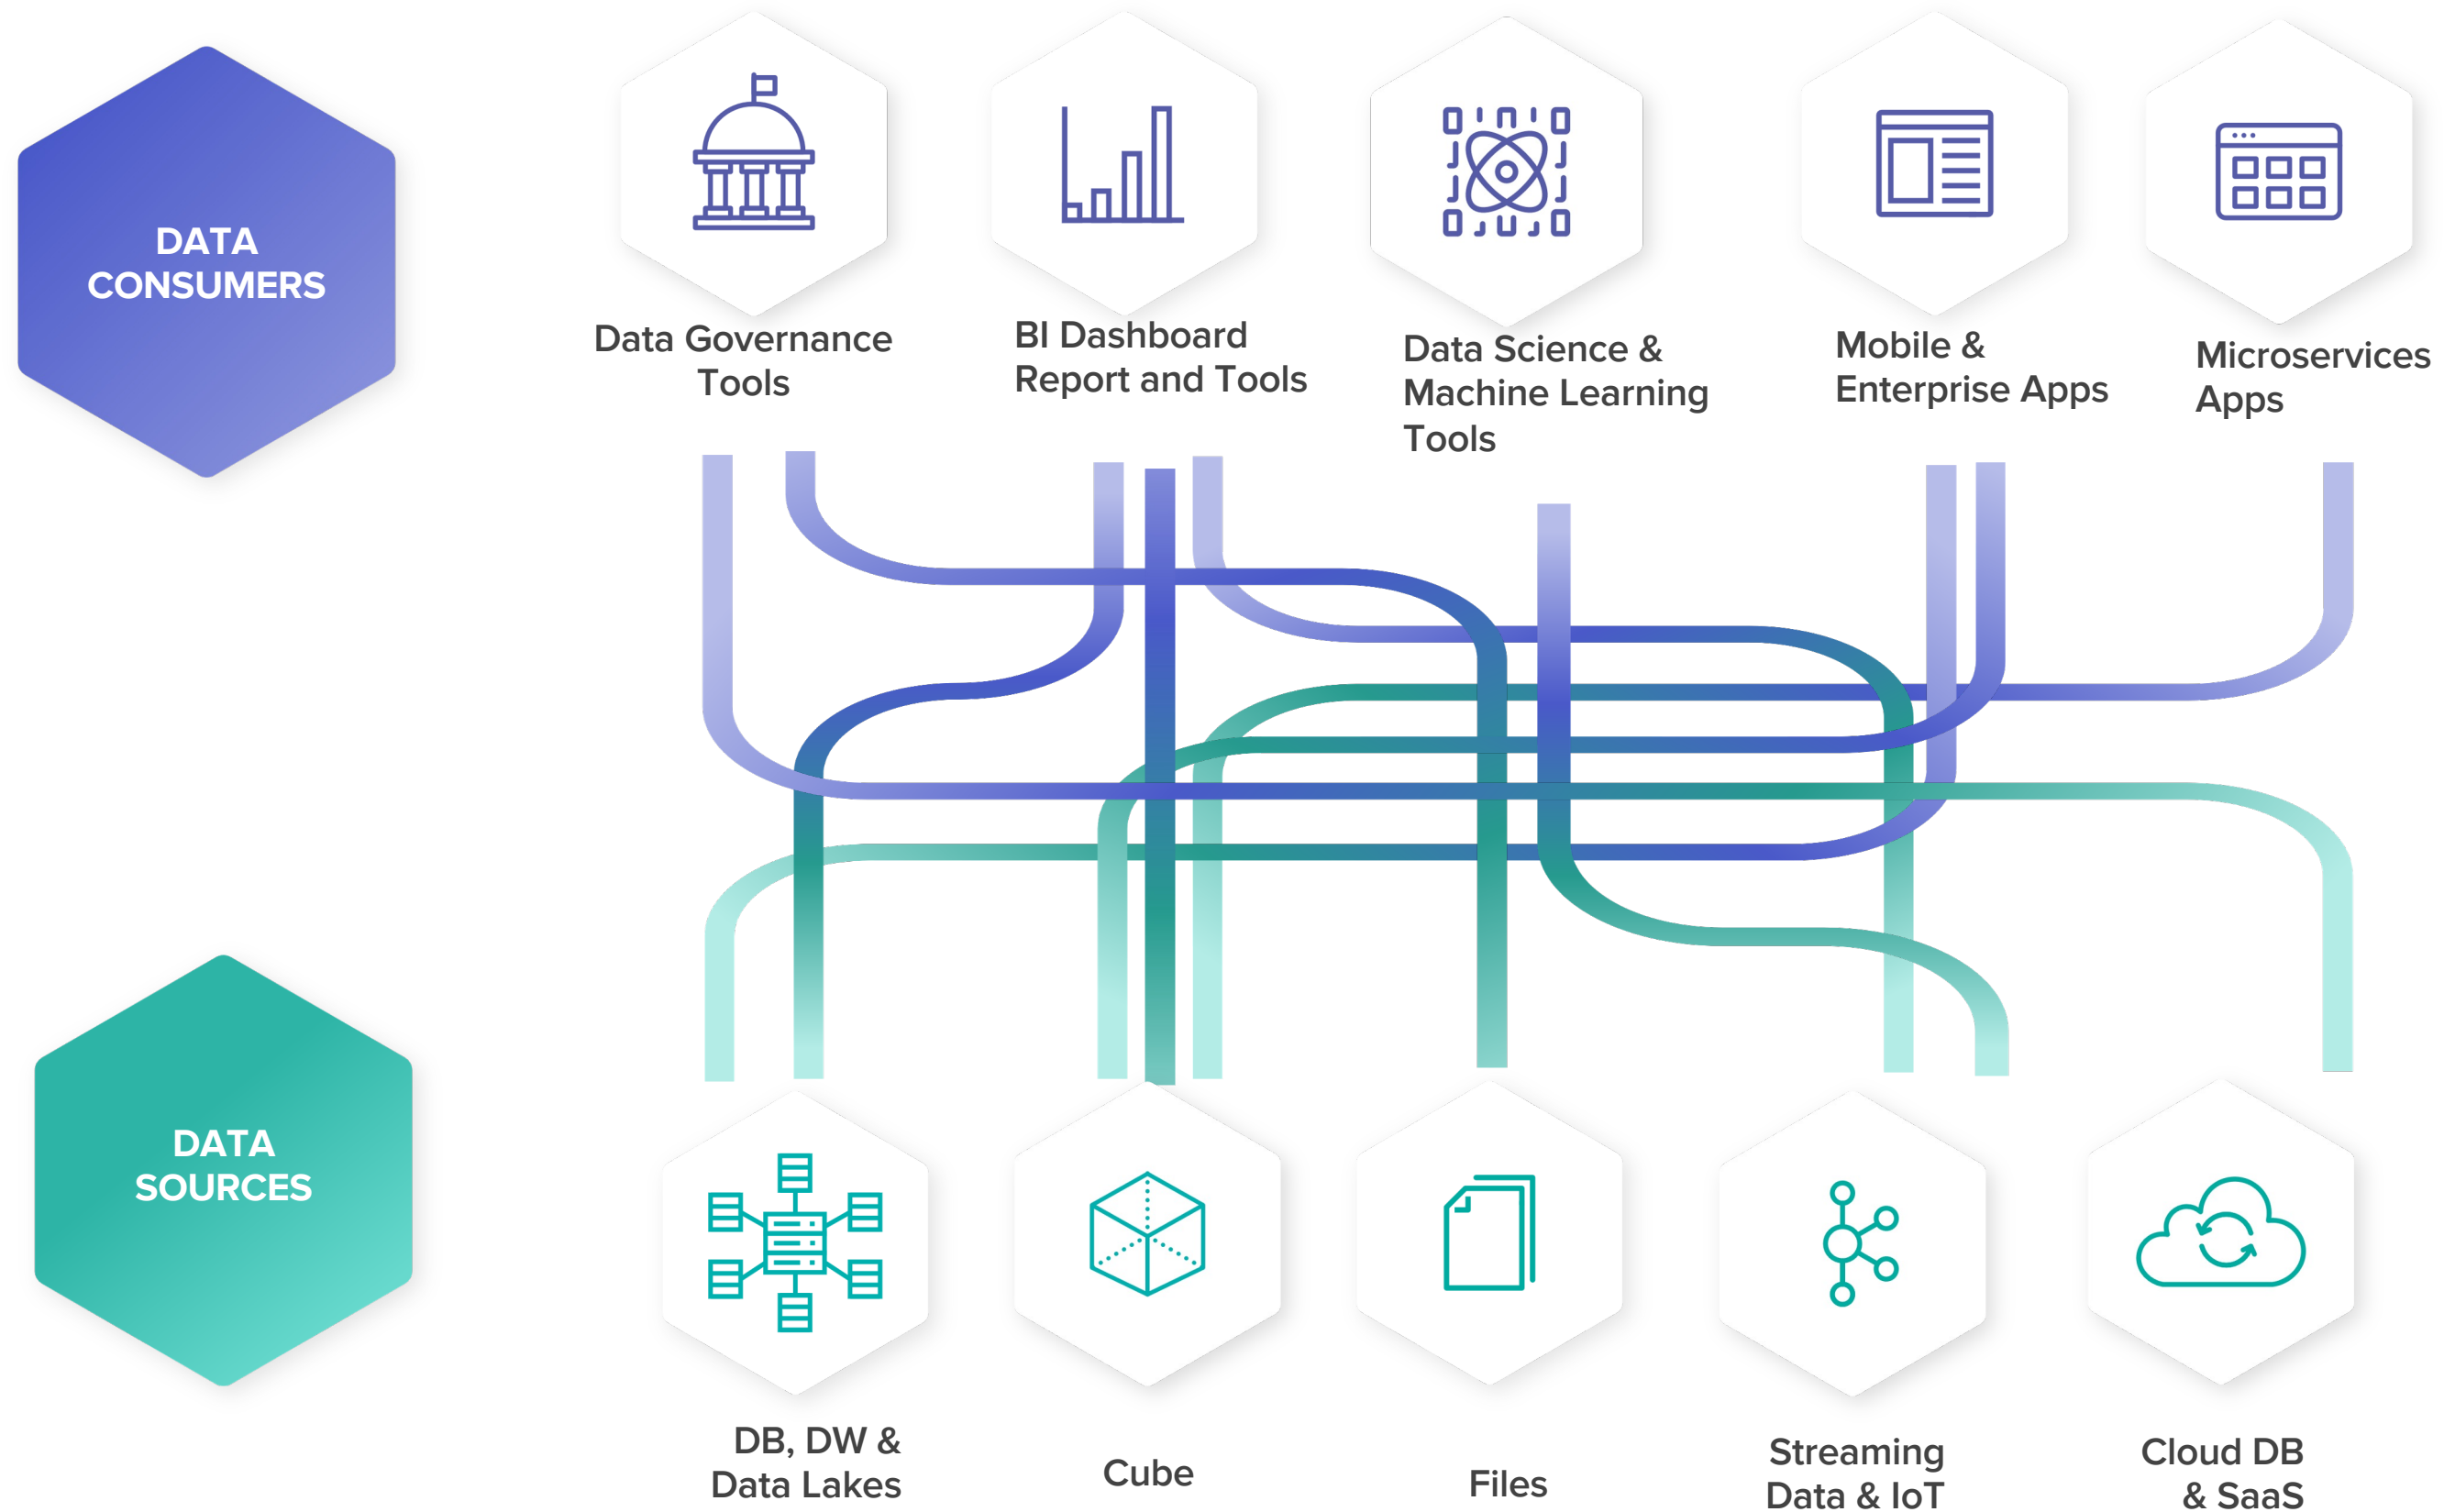 DATA
CONSUMERS
Data Governance
Tools
BI Dashboard
Report and Tools
Data Science &
Machine Learning
Tools
Mobile &
Enterprise Apps
Microservices
Apps
DATA
SOURCES
DB, DW &
Data Lakes
Cube
Files
Streaming
Data & IoT
Cloud DB
& SaaS